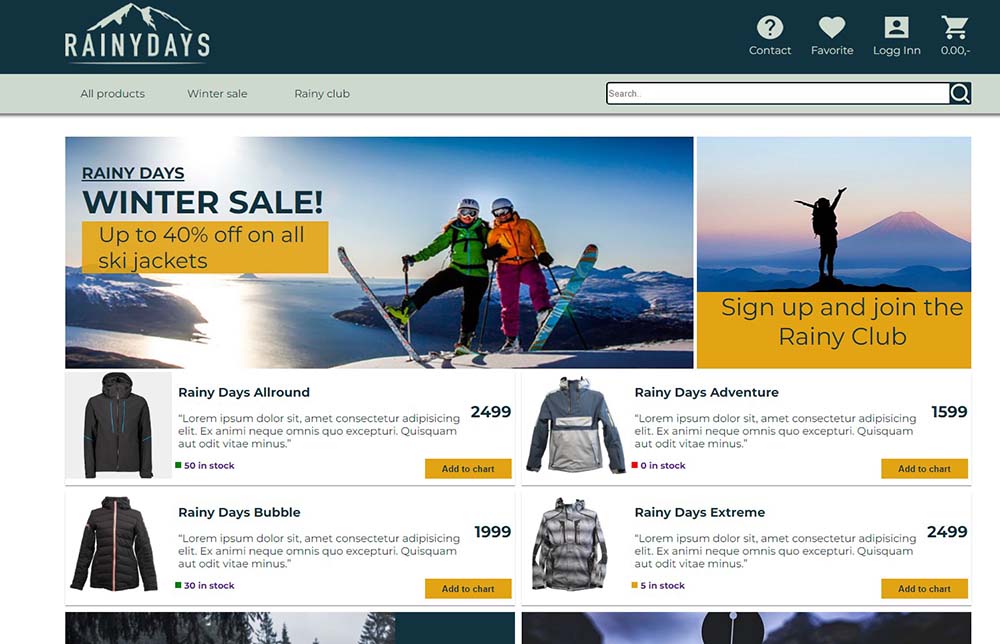 RAINYDAYS
Contact
Favorite
Logg Inn
0.00,-
All products
Winter sale
Rainy club
Search..
RAINY DAYS
WINTER SALE!
Up to 40% off on all
ski jackets
Sign up and join the
Rainy Club
Rainy Days Allround
2499
“Lorem ipsum dolor sit, amet consectetur adipisicing
elit. Ex animi neque omnis quo excepturi. Quisquam
aut odit vitae minus.”
50 in stock
Add to chart
Rainy Days Adventure
1599
“Lorem ipsum dolor sit, amet consectetur adipisicing
elit. Ex animi neque omnis quo excepturi. Quisquam
aut odit vitae minus.”
0 in stock
Add to chart
Rainy Days Bubble
1999
“Lorem ipsum dolor sit, amet consectetur adipisicing
elit. Ex animi neque omnis quo excepturi. Quisquam
aut odit vitae minus.”
30 in stock
Add to chart
Rainy Days Extreme
2499
“Lorem ipsum dolor sit, amet consectetur adipisicing
elit. Ex animi neque omnis quo excepturi. Quisquam
aut odit vitae minus.”
5 in stock
Add to chart